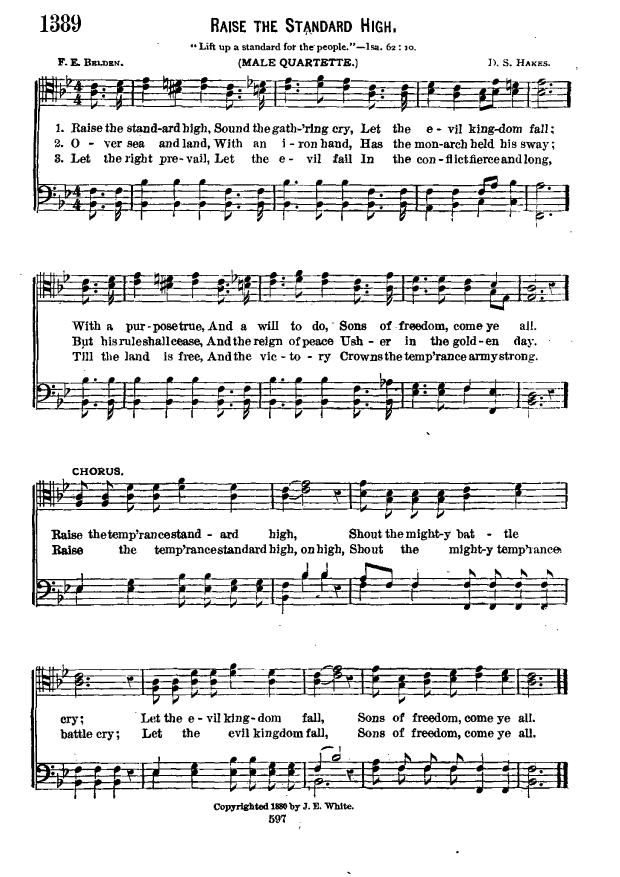 1389
RAISE THE STANDARD HIGH.
"Lift up a standard for the people."—Isa. 62 : 10.
F. E. BELDEN. (MALE QUARTETTE.) D. S. HAKES.
1. Raise the stand-ard high, Sound the gath-'ring cry, Let the e - vil king-dom fall;
2. O - ver sea and land, With an i - ron hand, Has the mon-arch held his sway;
3. Let the right pre-vail, Let the e - vil fail In the con-flict fierce and long,
With a pur-pose true, And a will to do, Sons of freedom, come ye all.
But his rule shall cease, And the reign of peace Ush - er in the gold-en day.
Till the land is free, And the vic - to - ry Crowns the temp'rance army strong.
CHORUS.
Raise the temp'rance stand - ard high, Shout the might-y bat - tle
Raise the temp'rance standard high, on high, Shout the might-y temp'rance
cry; Let the e - vil king - dom fall, Sons of freedom, come ye all.
battle cry; Let the evil kingdom fall, Sons of freedom, come ye all.
Copyrighted 1880 by J. E. White.
597